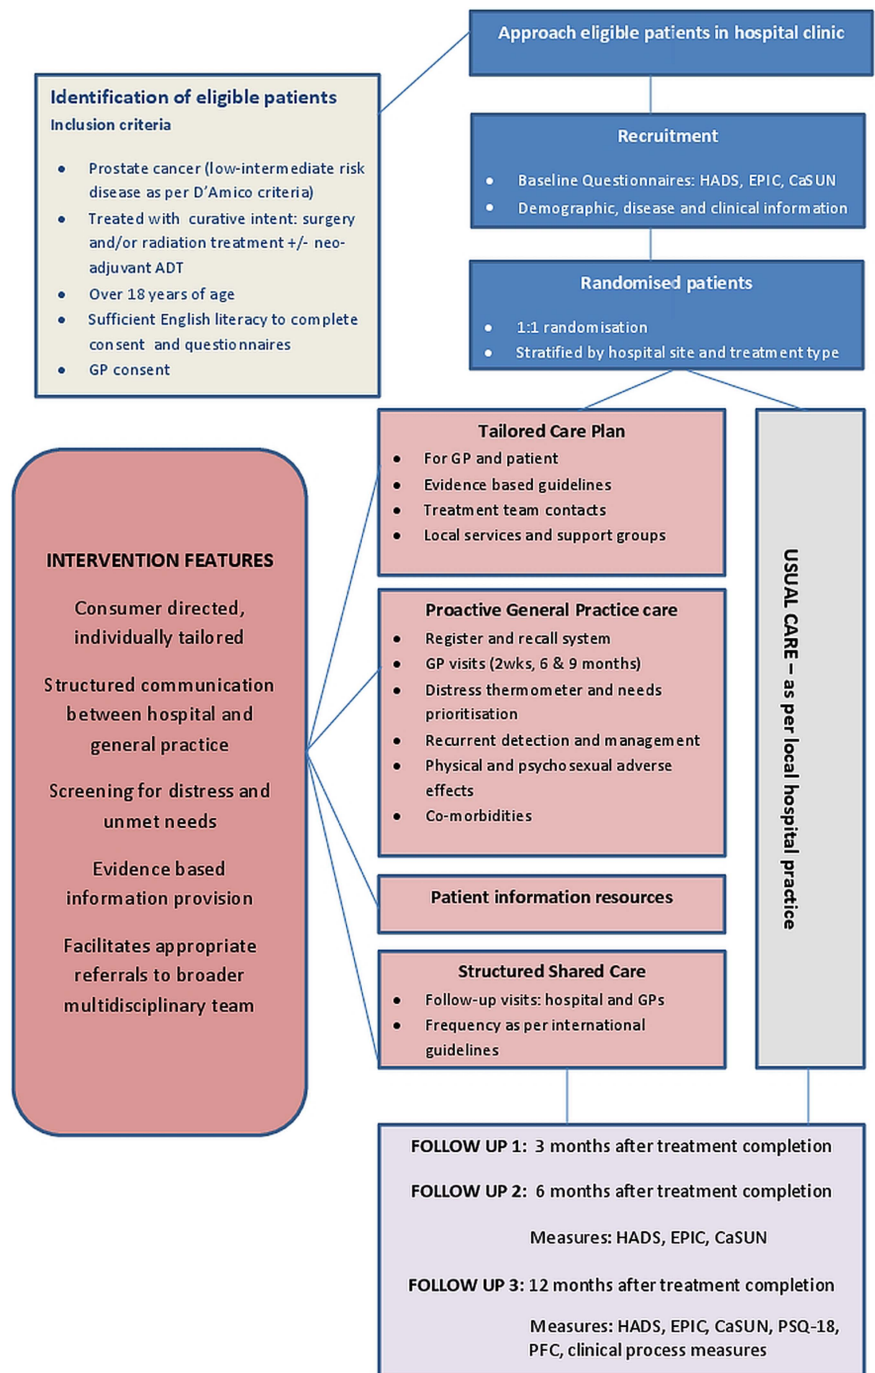 Approach eligible patients in hospital clinic
Identification of eligible patients
Inclusion criteria
• Prostate cancer (low-intermediate risk
disease as per D'Amico criteria)
• Treated with curative intent: surgery
and/or radiation treatment +/- neo-
adjuvant ADT
• Over 18 years of age
• Sufficient English literacy to complete
consent and questionnaires
• GP consent
Recruitment
• Baseline Questionnaires: HADS, EPIC, CaSUN
• Demographic, disease and clinical information
Randomised patients
• 1:1 randomisation
• Stratified by hospital site and treatment type
INTERVENTION FEATURES
Consumer directed,
individually tailored
Structured communication
between hospital and
general practice
Screening for distress and
unmet needs
Evidence based
information provision
Facilitates appropriate
referrals to broader
multidisciplinary team
Tailored Care Plan
• For GP and patient
• Evidence based guidelines
• Treatment team contacts
• Local services and support groups
Proactive General Practice care
• Register and recall system
• GP visits (2wks, 6 & 9 months)
• Distress thermometer and needs
prioritisation
• Recurrent detection and management
• Physical and psychosexual adverse
effects
• Co-morbidities
Patient information resources
Structured Shared Care
• Follow-up visits: hospital and GPs
• Frequency as per international
guidelines
USUAL CARE – as per local hospital practice
FOLLOW UP 1: 3 months after treatment completion
FOLLOW UP 2: 6 months after treatment completion
Measures: HADS, EPIC, CaSUN
FOLLOW UP 3: 12 months after treatment completion
Measures: HADS, EPIC, CaSUN, PSQ-18,
PFC, clinical process measures